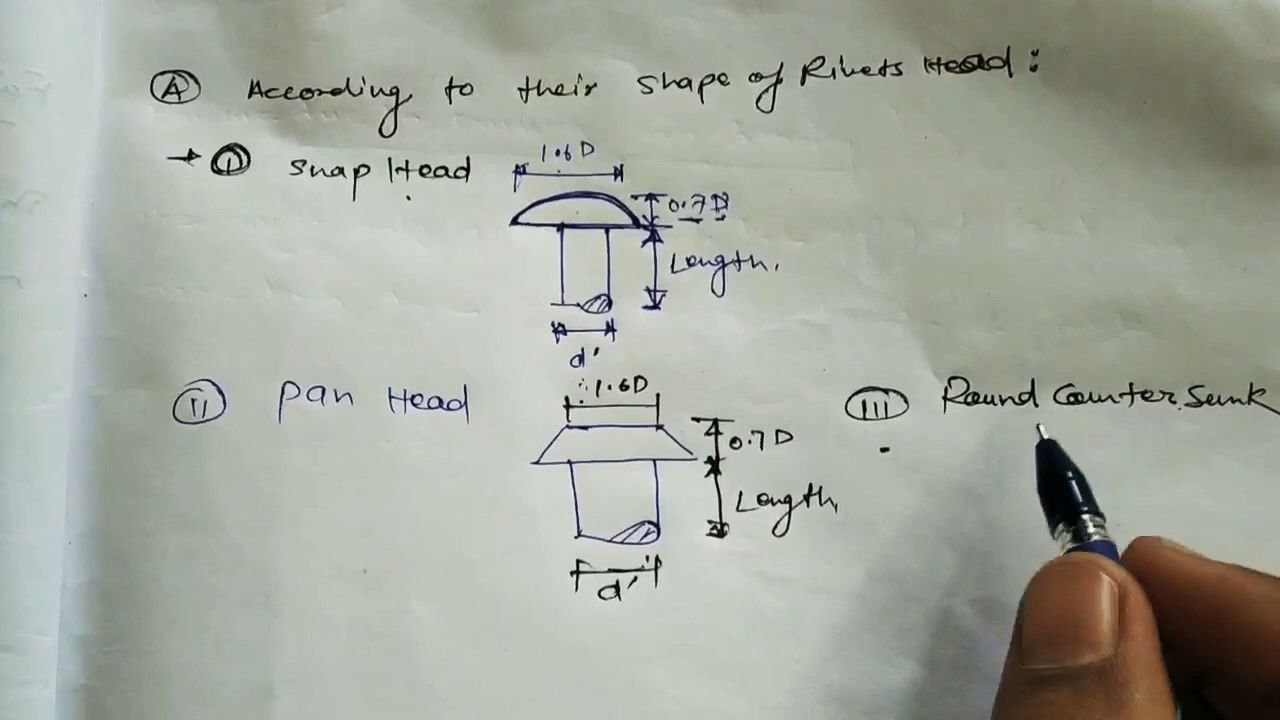 A According to their shape of Rivets Head:
I Snap Head
1.6D
0.7D
Length.
d'
II Pan Head
1.6D
0.7D
Length,
d'
III Round Counter Sunk